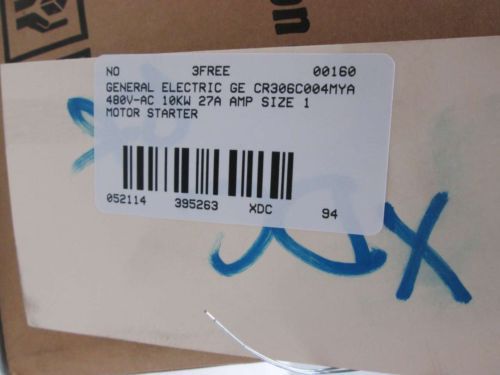 NO 3FREE 00160
GENERAL ELECTRIC GE CR306C004MYA
480V-AC 10KW 27A AMP SIZE 1
MOTOR STARTER
052114 395263 XDC 94